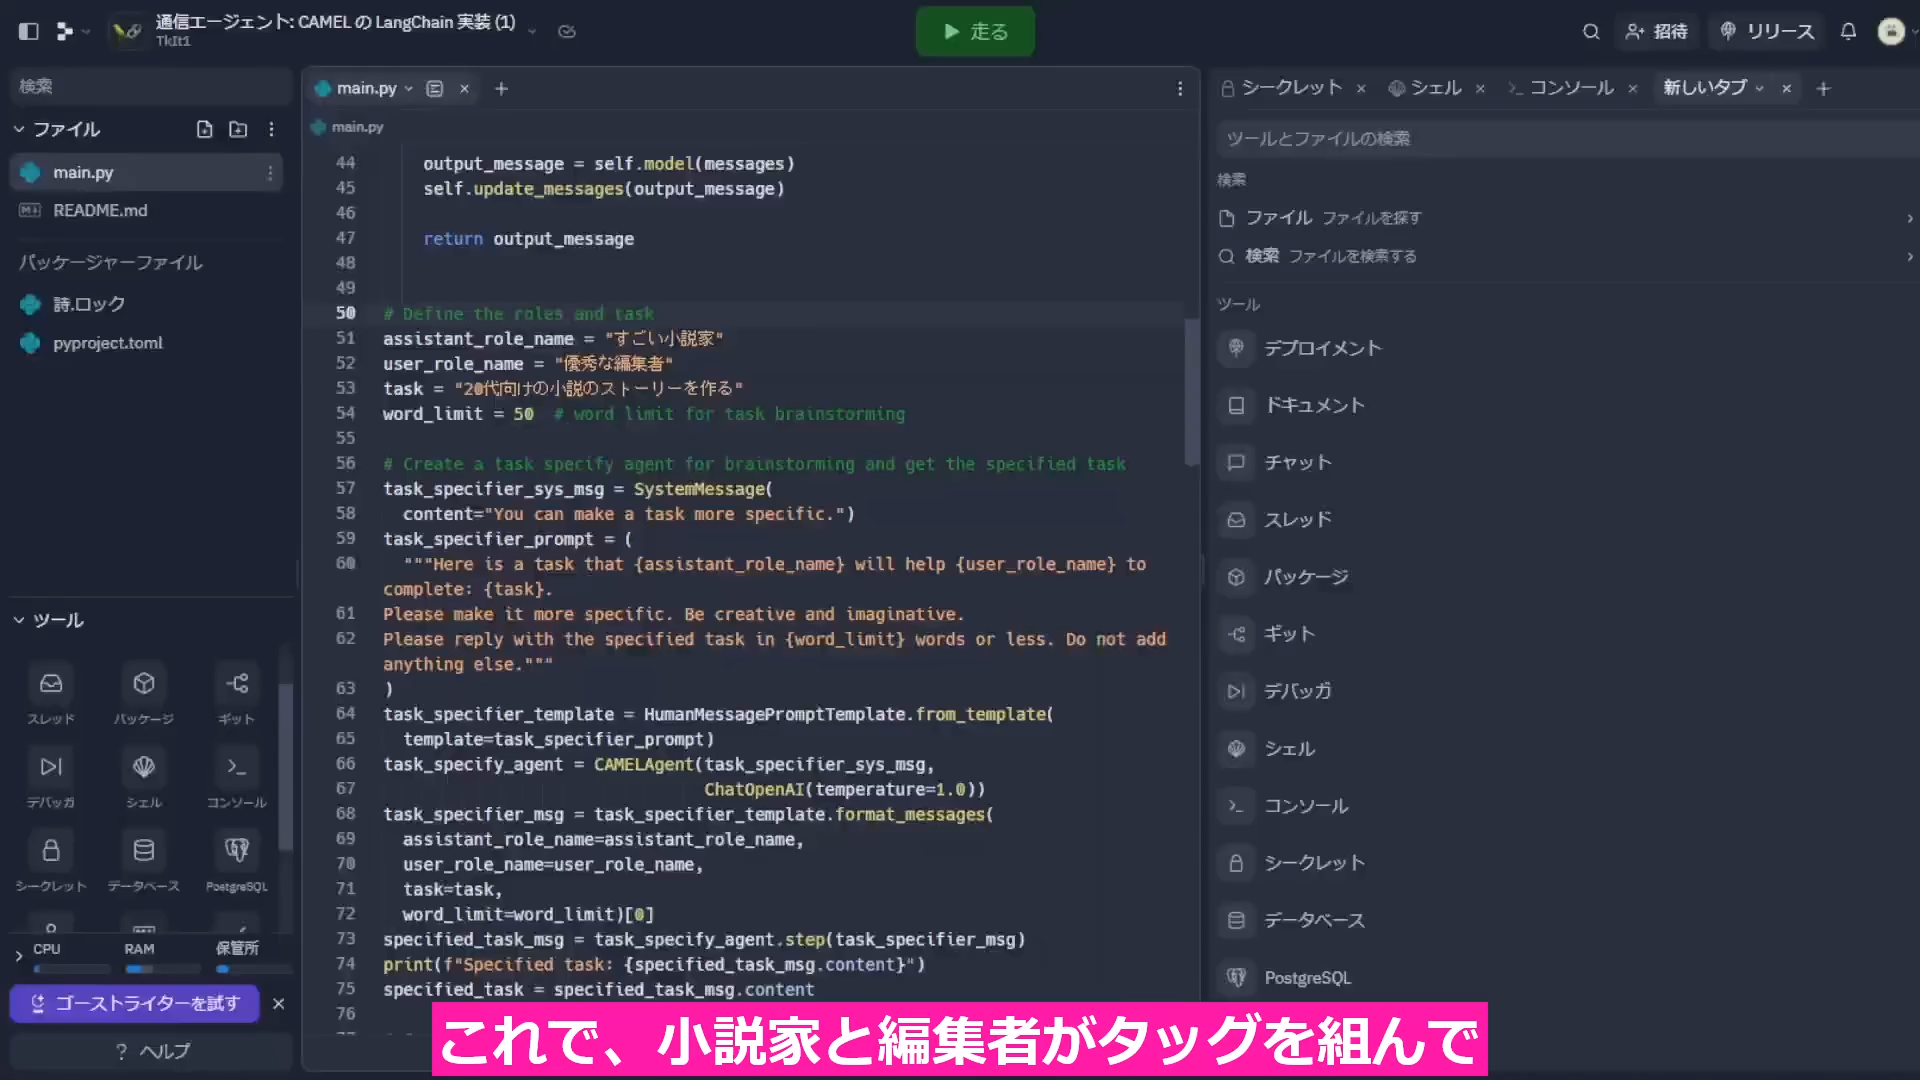 通信エージェント: CAMEL の LangChain 実装 (1)
TkIt1
走る
招待
リリース
検索
ファイル
main.py
README.md
パッケージャーファイル
詩.ロック
pyproject.toml
ツール
スレッド
パッケージ
ギット
デバッガ
シェル
コンソール
シークレット
データベース
PostgreSQL
CPU
RAM
保管所
ゴーストライターを試す
? ヘルプ
main.py
main.py
44 output_message = self.model(messages)
45 self.update_messages(output_message)
46
47 return output_message
48
49
50 # Define the roles and task
51 assistant_role_name = "すごい小説家"
52 user_role_name = "優秀な編集者"
53 task = "20代向けの小説のストーリーを作る"
54 word_limit = 50  # word limit for task brainstorming
55
56 # Create a task specify agent for brainstorming and get the specified task
57 task_specifier_sys_msg = SystemMessage(
58 content="You can make a task more specific.")
59 task_specifier_prompt = (
60 """Here is a task that {assistant_role_name} will help {user_role_name} to
complete: {task}.
61 Please make it more specific. Be creative and imaginative.
62 Please reply with the specified task in {word_limit} words or less. Do not add
anything else."""
63 )
64 task_specifier_template = HumanMessagePromptTemplate.from_template(
65 template=task_specifier_prompt)
66 task_specify_agent = CAMELAgent(task_specifier_sys_msg,
67 ChatOpenAI(temperature=1.0))
68 task_specifier_msg = task_specifier_template.format_messages(
69 assistant_role_name=assistant_role_name,
70 user_role_name=user_role_name,
71 task=task,
72 word_limit=word_limit)[0]
73 specified_task_msg = task_specify_agent.step(task_specifier_msg)
74 print(f"Specified task: {specified_task_msg.content}")
75 specified_task = specified_task_msg.content
76
シークレット
シェル
コンソール
新しいタブ
ツールとファイルの検索
検索
ファイル ファイルを探す
検索 ファイルを検索する
ツール
デプロイメント
ドキュメント
チャット
スレッド
パッケージ
ギット
デバッガ
シェル
コンソール
シークレット
データベース
PostgreSQL
これで、小説家と編集者がタッグを組んで